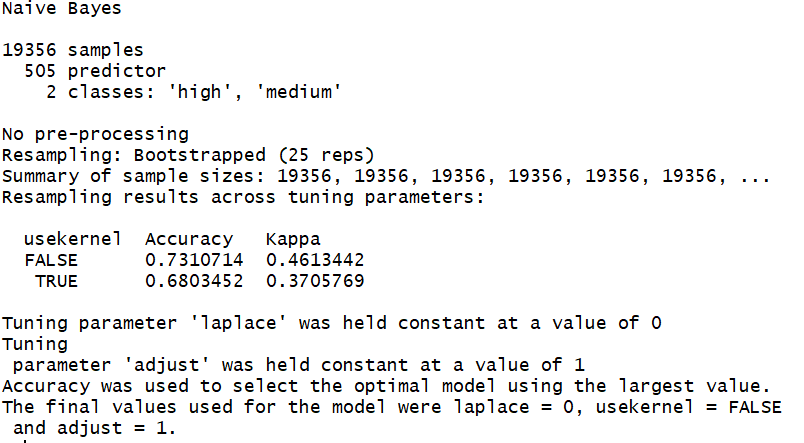 Naive Bayes
19356 samples
505 predictor
2 classes: 'high', 'medium'
No pre-processing
Resampling: Bootstrapped (25 reps)
Summary of sample sizes: 19356, 19356, 19356, 19356, 19356, 19356, ...
Resampling results across tuning parameters:
usekernel Accuracy Kappa
FALSE 0.7310714 0.4613442
TRUE 0.6803452 0.3705769
Tuning parameter 'laplace' was held constant at a value of 0
Tuning
parameter 'adjust' was held constant at a value of 1
Accuracy was used to select the optimal model using the largest value.
The final values used for the model were laplace = 0, usekernel = FALSE
and adjust = 1.